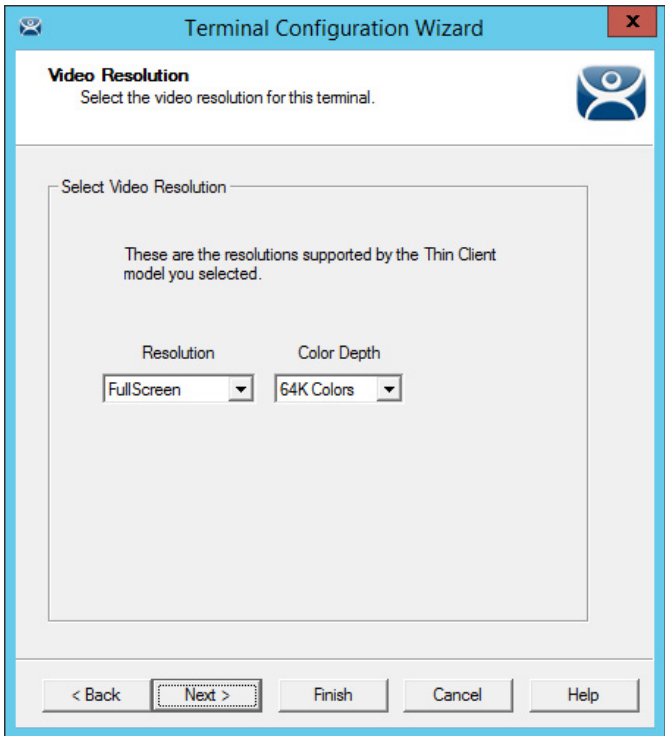 Terminal Configuration Wizard
x
Video Resolution
Select the video resolution for this terminal.
Select Video Resolution
These are the resolutions supported by the Thin Client
model you selected.
Resolution Color Depth
FullScreen 64K Colors
< Back Next > Finish Cancel Help